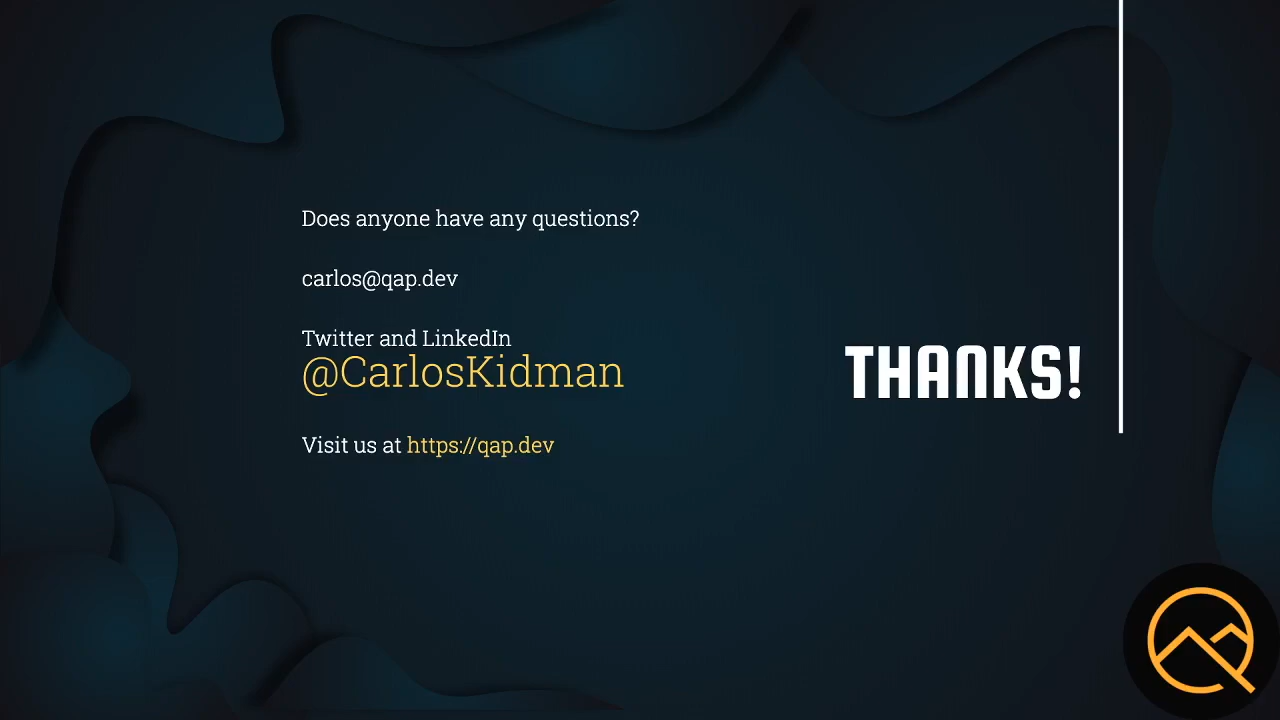 Does anyone have any questions?
carlos@qap.dev
Twitter and LinkedIn
@CarlosKidman
Visit us at https://qap.dev
THANKS!